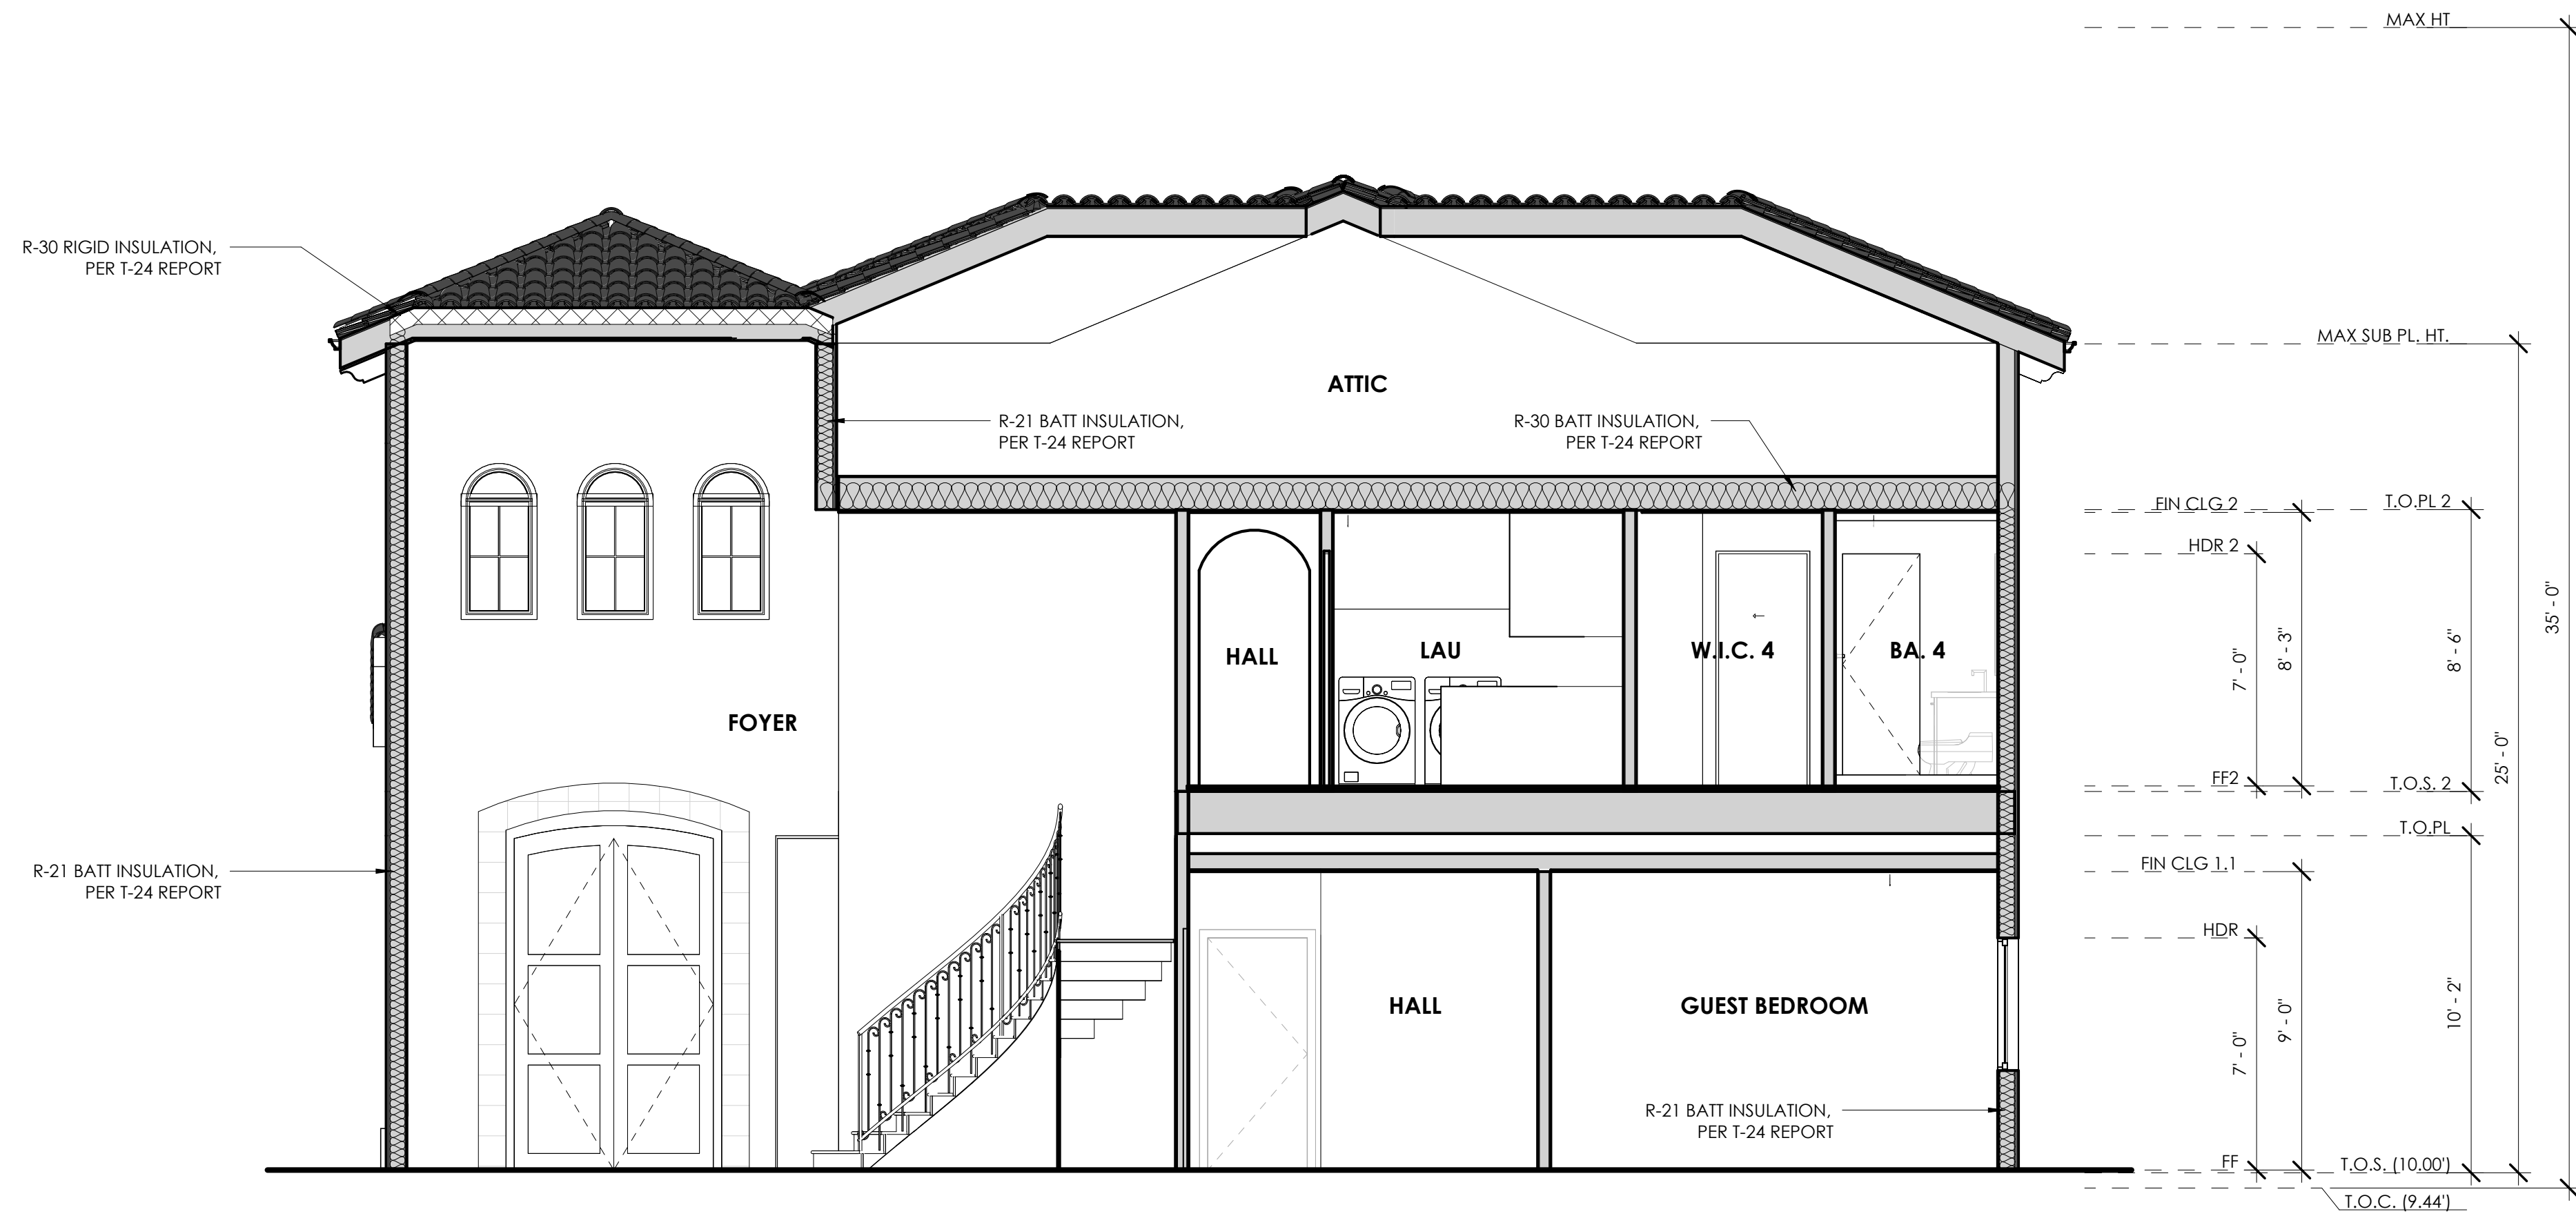 MAX HT
R-30 RIGID INSULATION,
PER T-24 REPORT
MAX SUB PL. HT.
ATTIC
R-21 BATT INSULATION,
PER T-24 REPORT
R-30 BATT INSULATION,
PER T-24 REPORT
FIN CLG 2
T.O.PL 2
HDR 2
35' - 0"
HALL
LAU
W.I.C. 4
BA. 4
7' - 0"
8' - 3"
8' - 6"
FOYER
25' - 0"
FF2
T.O.S. 2
T.O.PL
R-21 BATT INSULATION,
PER T-24 REPORT
FIN CLG 1.1
HDR
HALL
GUEST BEDROOM
7' - 0"
9' - 0"
10' - 2"
R-21 BATT INSULATION,
PER T-24 REPORT
FF
T.O.S. (10.00')
T.O.C. (9.44')